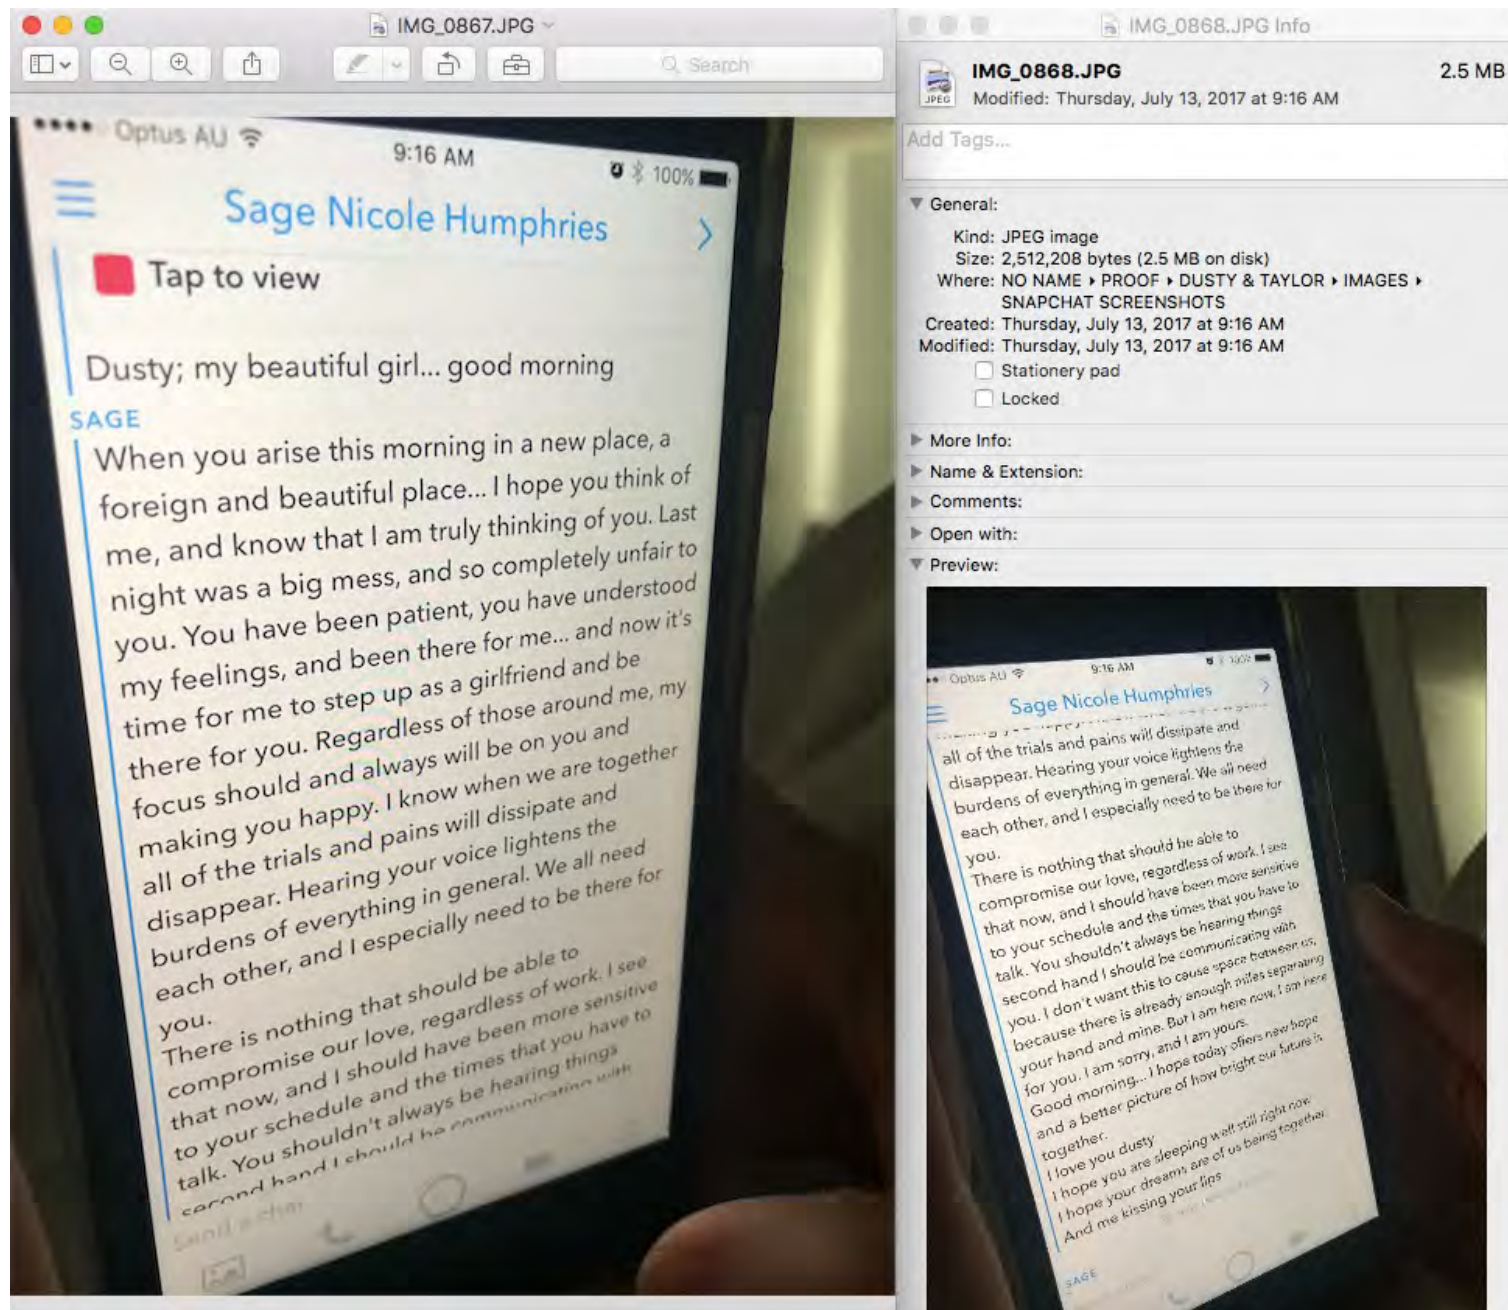 IMG_0867.JPG
Search
Optus AU
9:16 AM
100%
Sage Nicole Humphries
Tap to view
Dusty; my beautiful girl... good morning
SAGE
When you arise this morning in a new place, a
foreign and beautiful place... I hope you think of
me, and know that I am truly thinking of you. Last
night was a big mess, and so completely unfair to
you. You have been patient, you have understood
my feelings, and been there for me... and now it's
time for me to step up as a girlfriend and be
there for you. Regardless of those around me, my
focus should and always will be on you and
making you happy. I know when we are together
all of the trials and pains will dissipate and
disappear. Hearing your voice lightens the
burdens of everything in general. We all need
each other, and I especially need to be there for
you.
There is nothing that should be able to
compromise our love, regardless of work. I see
that now, and I should have been more sensitive
to your schedule and the times that you have to
talk. You shouldn't always be hearing things
second hand I should be communicating with
Send a chat
IMG_0868.JPG Info
JPEG
IMG_0868.JPG 2.5 MB
Modified: Thursday, July 13, 2017 at 9:16 AM
Add Tags...
General:
Kind: JPEG image
Size: 2,512,208 bytes (2.5 MB on disk)
Where: NO NAME ▸ PROOF ▸ DUSTY & TAYLOR ▸ IMAGES ▸
SNAPCHAT SCREENSHOTS
Created: Thursday, July 13, 2017 at 9:16 AM
Modified: Thursday, July 13, 2017 at 9:16 AM
Stationery pad
Locked
More Info:
Name & Extension:
Comments:
Open with:
Preview:
Optus AU
9:16 AM
100%
Sage Nicole Humphries
all of the trials and pains will dissipate and
disappear. Hearing your voice lightens the
burdens of everything in general. We all need
each other, and I especially need to be there for
you.
There is nothing that should be able to
compromise our love, regardless of work. I see
that now, and I should have been more sensitive
to your schedule and the times that you have to
talk. You shouldn't always be hearing things
second hand I should be communicating with
you. I don't want this to cause space between us,
because there is already enough miles separating
your hand and mine. But I am here now, I am here
for you. I am sorry, and I am yours.
Good morning... I hope today offers new hope
and a better picture of how bright our future is
together.
I love you dusty
I hope you are sleeping well still right now
I hope your dreams are of us being together
And me kissing your lips
SAGE